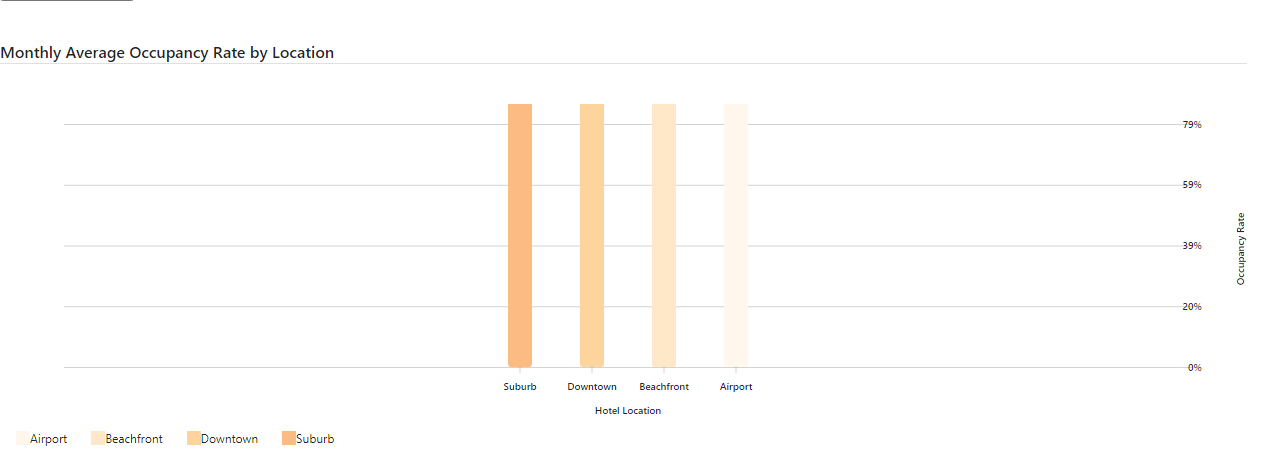 Monthly Average Occupancy Rate by Location
79%
59%
39%
20%
0%
Occupancy Rate
Suburb Downtown Beachfront Airport
Hotel Location
Airport Beachfront Downtown Suburb